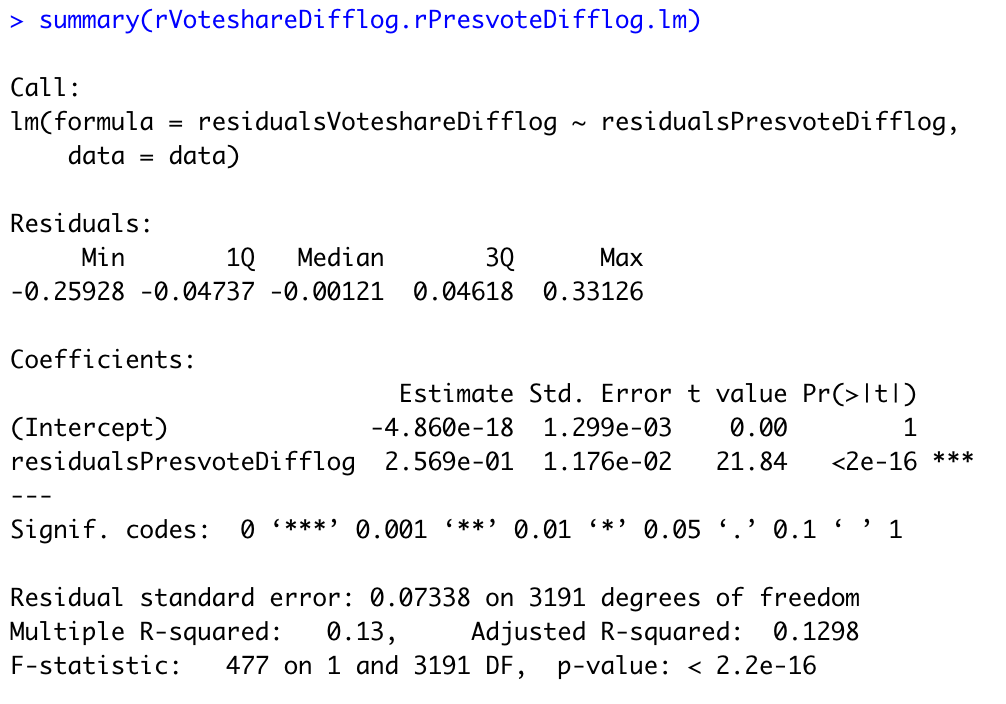 > summary(rVoteshareDifflog.rPresvoteDifflog.lm)
Call:
lm(formula = residualsVoteshareDifflog ~ residualsPresvoteDifflog,
    data = data)
Residuals:
     Min       1Q   Median       3Q      Max
-0.25928 -0.04737 -0.00121  0.04618  0.33126
Coefficients:
                           Estimate Std. Error t value Pr(>|t|)
(Intercept)              -4.860e-18  1.299e-03    0.00        1
residualsPresvoteDifflog  2.569e-01  1.176e-02   21.84   <2e-16 ***
---
Signif. codes:  0 ‘***’ 0.001 ‘**’ 0.01 ‘*’ 0.05 ‘.’ 0.1 ‘ ’ 1
Residual standard error: 0.07338 on 3191 degrees of freedom
Multiple R-squared:   0.13,	Adjusted R-squared:  0.1298
F-statistic:   477 on 1 and 3191 DF,  p-value: < 2.2e-16